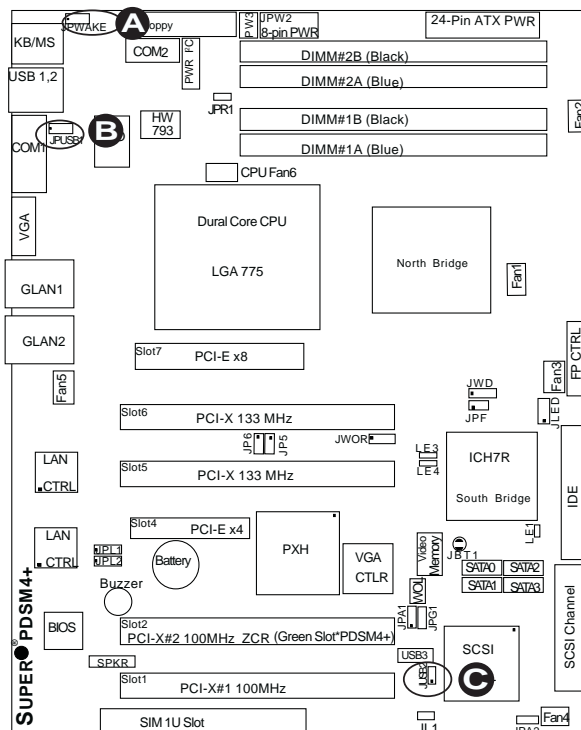 JPWAKE
A
oppy
PW3
JPW2
8-pin PWR
24-Pin ATX PWR
KB/MS
COM2
PWR I²C
DIMM#2B (Black)
USB 1,2
DIMM#2A (Blue)
JPR1
Fan2
COM1
JPUSB1
B
HW
793
DIMM#1B (Black)
DIMM#1A (Blue)
CPU Fan6
VGA
Dural Core CPU
LGA 775
North Bridge
Fan1
GLAN1
GLAN2
Slot7
PCI-E x8
Fan5
Fan3
FP CTRL
JWD
JPF
JLED
Slot6
PCI-X 133 MHz
JP6
JP5
JWOR
LE3
LE4
ICH7R
South Bridge
IDE
LAN
CTRL
Slot5
PCI-X 133 MHz
LE1
Slot4
PCI-E x4
LAN
CTRL
JPL1
JPL2
Battery
PXH
VGA
CTLR
Video
Memory
JBT1
SATA0
SATA2
SATA1
SATA3
Buzzer
WOL
BIOS
JPA1
JPG1
Slot2
PCI-X#2 100MHz ZCR (Green Slot*PDSM4+)
SCSI
SCSI Channel
USB3
SPKR
JUSB2
C
Slot1
PCI-X#1 100MHz
SUPER® PDSM4+
SIM 1U Slot
Fan4